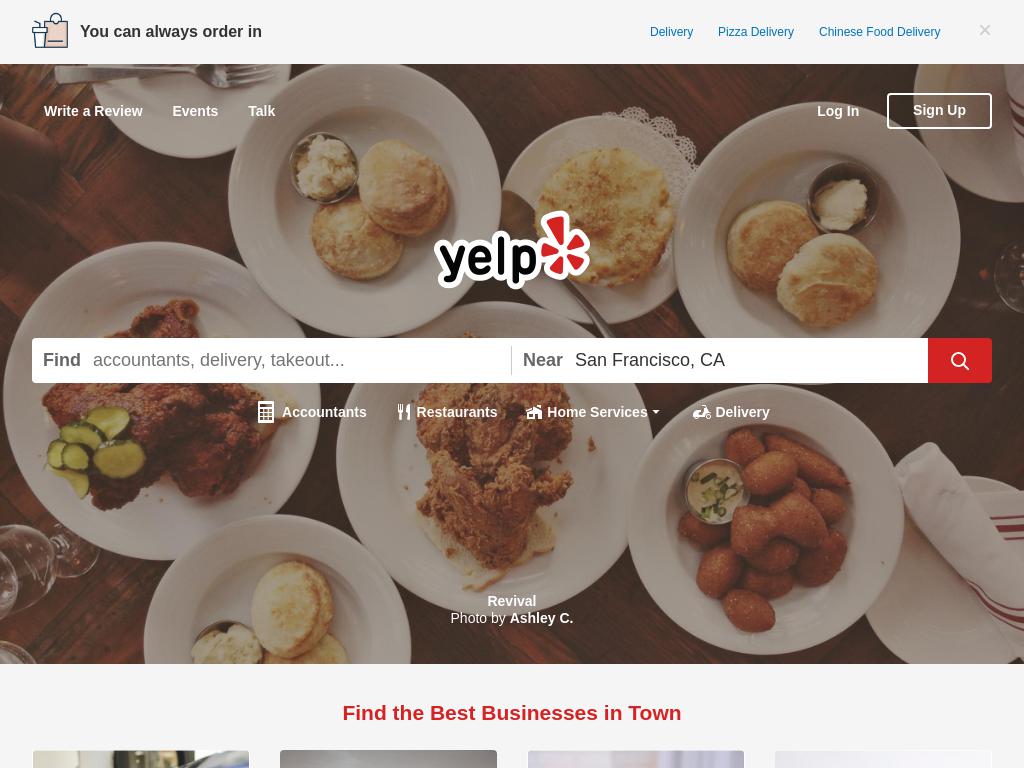 You can always order in
Delivery Pizza Delivery Chinese Food Delivery ×
Write a Review Events Talk Log In Sign Up
yelp
Find accountants, delivery, takeout... Near San Francisco, CA
Accountants Restaurants Home Services Delivery
Revival
Photo by Ashley C.
Find the Best Businesses in Town